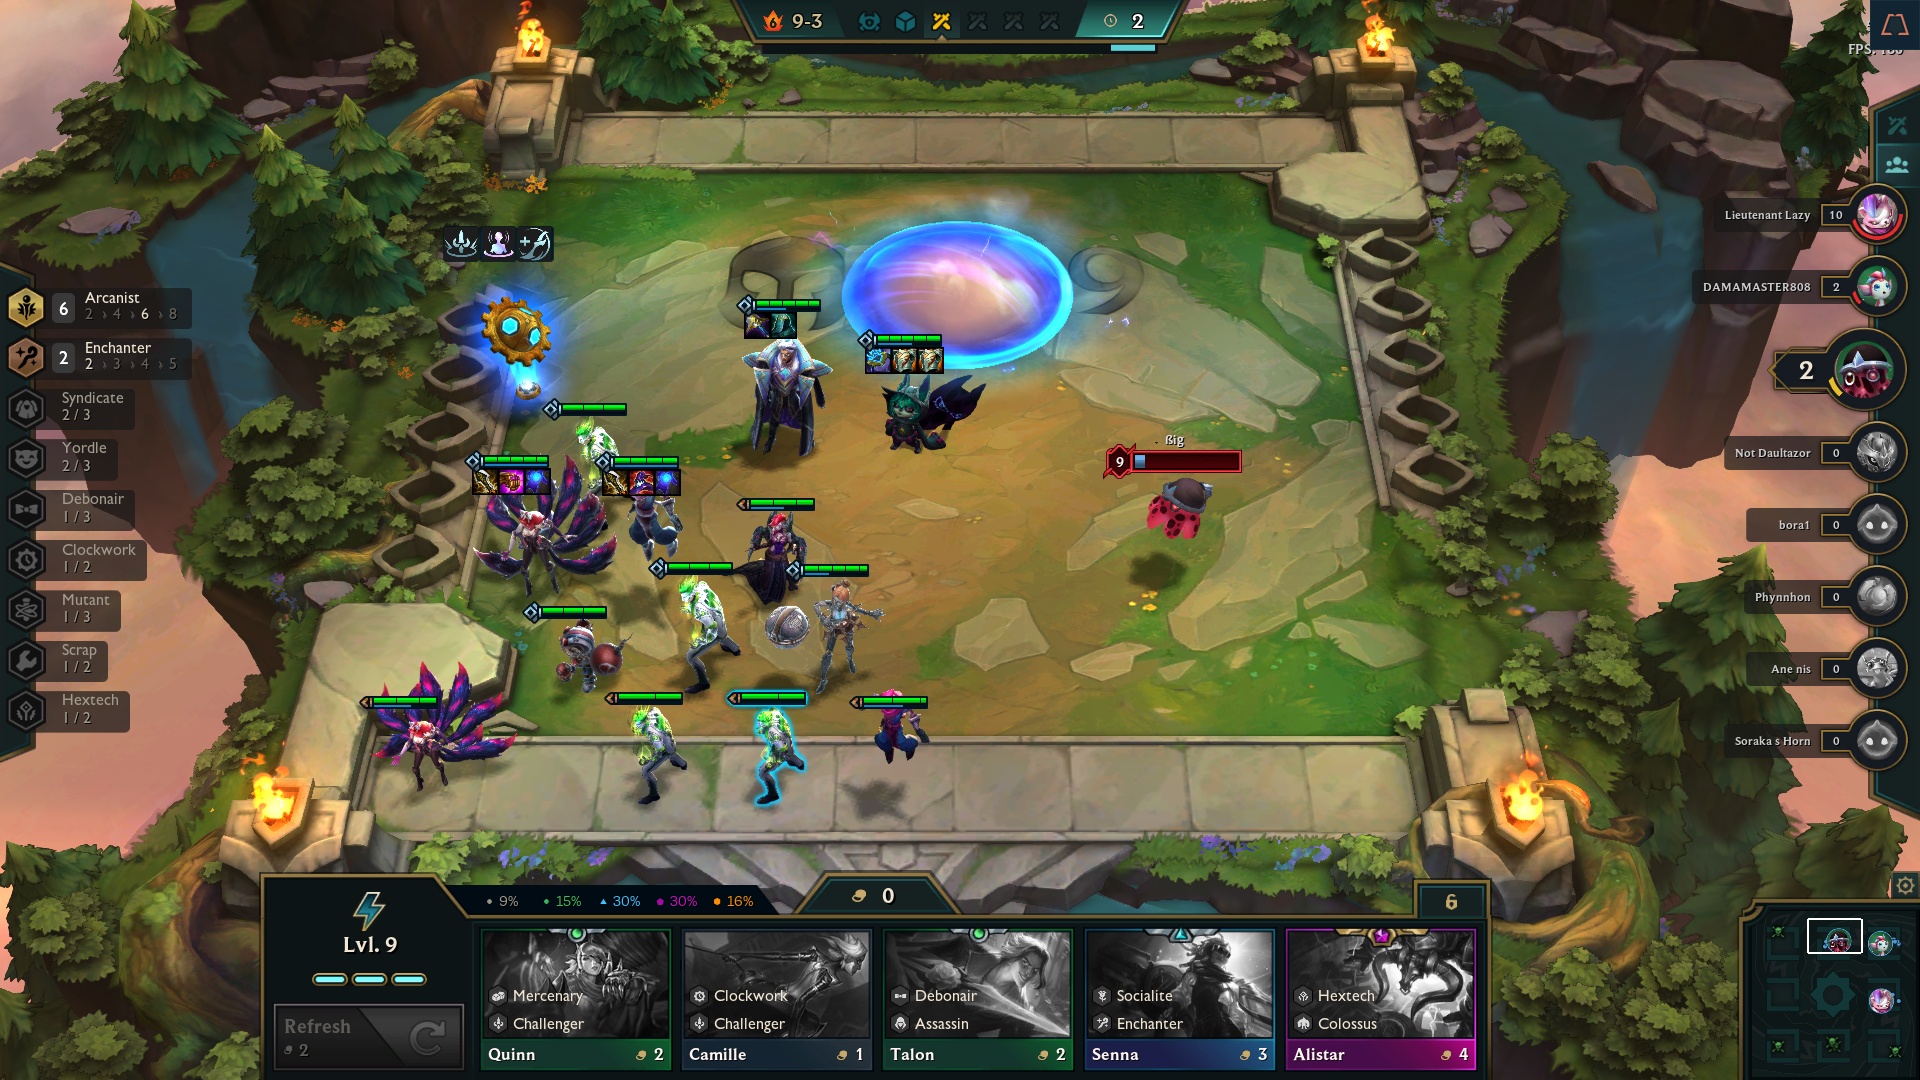 9-3
2
FPS:
Arcanist
6
2 › 4 › 6 › 8
Enchanter
2
2 › 3 › 4 › 5
Syndicate
2 / 3
Yordle
2 / 3
Debonair
1 / 3
Clockwork
1 / 2
Mutant
1 / 3
Scrap
1 / 2
Hextech
1 / 2
ßig
9
Lieutenant Lazy 10
DAMAMASTER808 2
2
Not Daultazor 0
bora1 0
Phynnhon 0
Ane nis 0
Soraka s Horn 0
Lvl. 9
9% 15% 30% 30% 16%
0
6
Refresh
2
Mercenary
Challenger
Quinn 2
Clockwork
Challenger
Camille 1
Debonair
Assassin
Talon 2
Socialite
Enchanter
Senna 3
Hextech
Colossus
Alistar 4